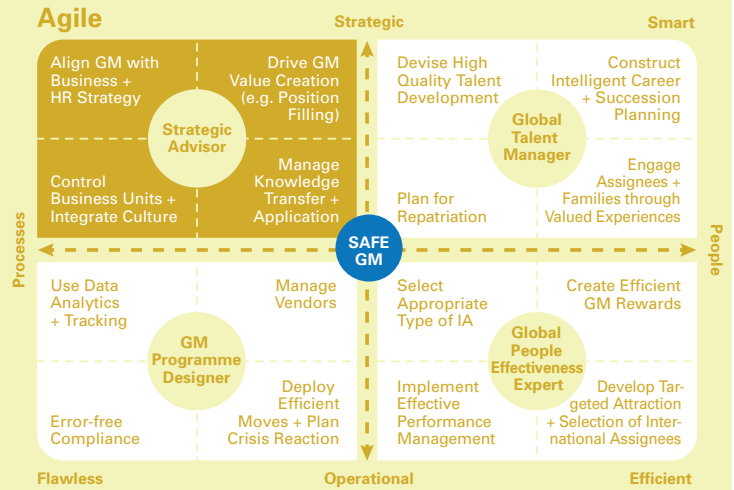 Agile
Strategic
Smart
Align GM with
Business +
HR Strategy
Drive GM
Value Creation
(e.g. Position
Filling)
Strategic
Advisor
Control
Business Units +
Integrate Culture
Manage
Knowledge
Transfer +
Application
Devise High
Quality Talent
Development
Construct
Intelligent Career
+ Succession
Planning
Global
Talent
Manager
Plan for
Repatriation
Engage
Assignees +
Families through
Valued Experiences
Processes
SAFE
GM
People
Use Data
Analytics
+ Tracking
Manage
Vendors
GM
Programme
Designer
Error-free
Compliance
Deploy
Efficient
Moves + Plan
Crisis Reaction
Select
Appropriate
Type of IA
Create Efficient
GM Rewards
Global
People
Effectiveness
Expert
Implement
Effective
Performance
Management
Develop Tar-
geted Attraction
+ Selection of Inter-
national Assignees
Flawless
Operational
Efficient